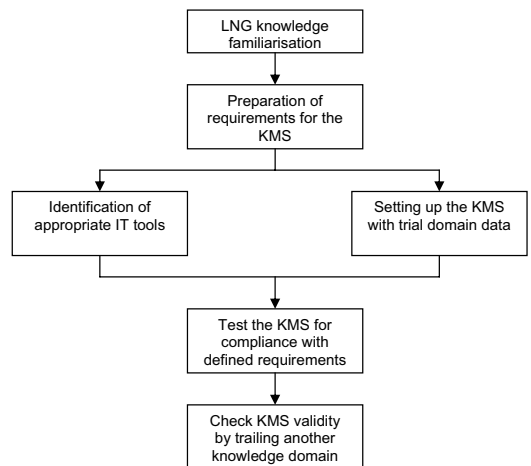 LNG knowledge
familiarisation
Preparation of
requirements for the
KMS
Identification of
appropriate IT tools
Setting up the KMS
with trial domain data
Test the KMS for
compliance with
defined requirements
Check KMS validity
by trailing another
knowledge domain